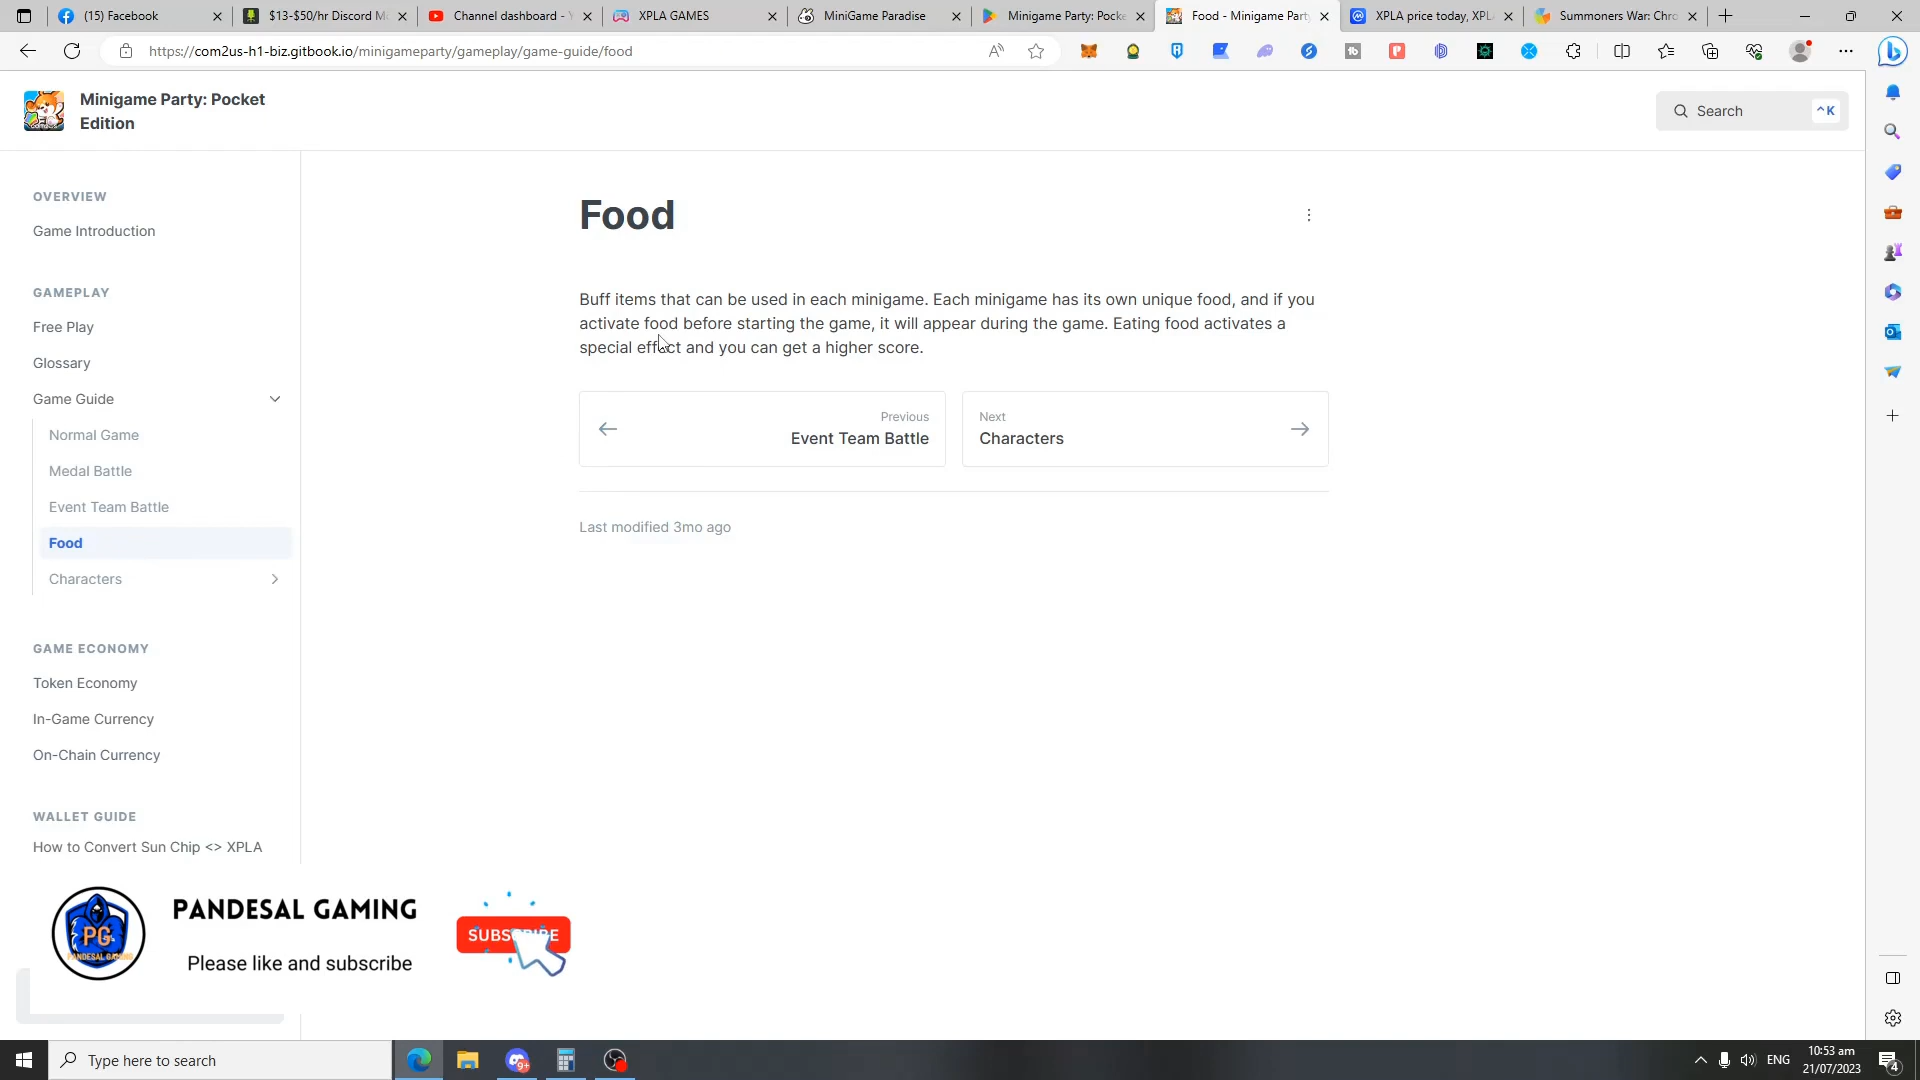 (15) Facebook
$13-$50/hr Discord M
Channel dashboard - Y
XPLA GAMES
MiniGame Paradise
Minigame Party: Pocke
Food - Minigame Party
XPLA price today, XPL
Summoners War: Chro
https://com2us-h1-biz.gitbook.io/minigameparty/gameplay/game-guide/food
Minigame Party: Pocket
Edition
Search
^K
OVERVIEW
Game Introduction
GAMEPLAY
Free Play
Glossary
Game Guide
Normal Game
Medal Battle
Event Team Battle
Food
Characters
GAME ECONOMY
Token Economy
In-Game Currency
On-Chain Currency
WALLET GUIDE
How to Convert Sun Chip <> XPLA
Food
Buff items that can be used in each minigame. Each minigame has its own unique food, and if you
activate food before starting the game, it will appear during the game. Eating food activates a
special effect and you can get a higher score.
Previous
Event Team Battle
Next
Characters
Last modified 3mo ago
PG
PANDESAL GAMING
PANDESAL GAMING
Please like and subscribe
SUBSCRIBE
Type here to search
9+
ENG
10:53 am
21/07/2023
4